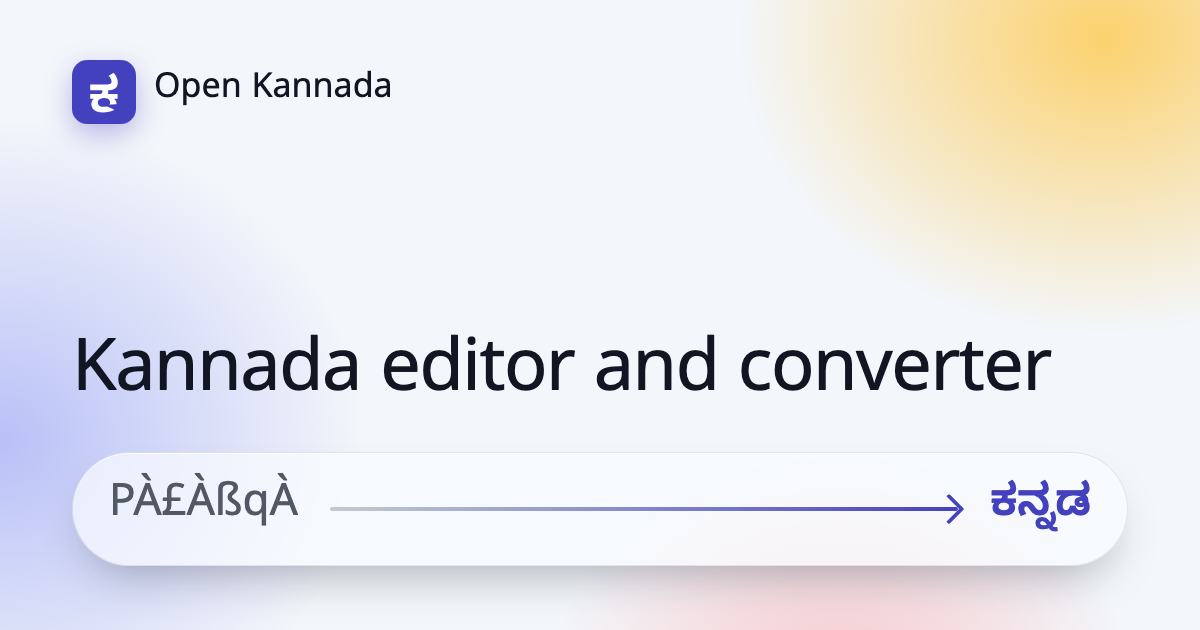 ಕ Open Kannada
Kannada editor and converter
PÀ£ÀßqÀ → ಕನ್ನಡ